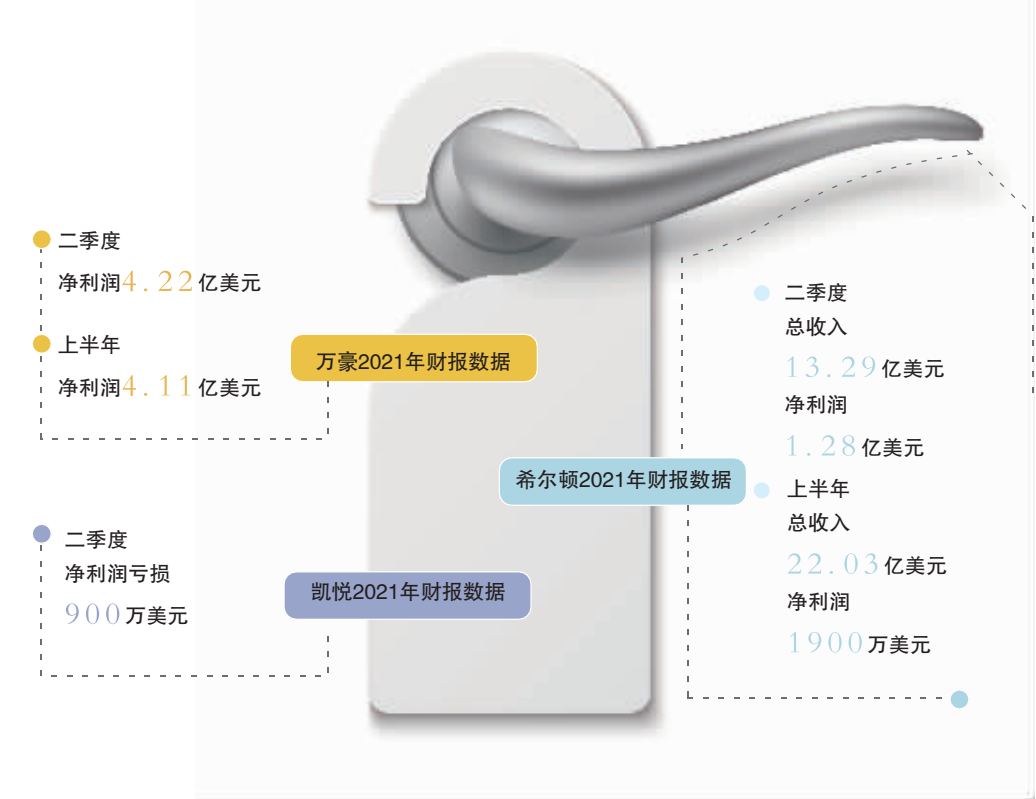 二季度
净利润4.22亿美元
上半年
净利润4.11亿美元
万豪2021年财报数据
二季度
总收入
13.29亿美元
净利润
1.28亿美元
希尔顿2021年财报数据
上半年
总收入
22.03亿美元
净利润
1900万美元
二季度
净利润亏损
900万美元
凯悦2021年财报数据